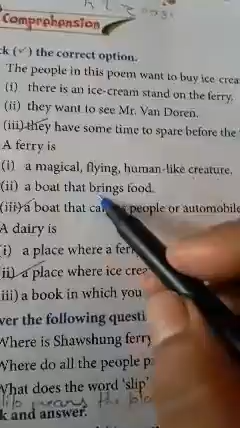 Comprehension
ck (✓) the correct option.
The people in this poem want to buy ice crea
(i) there is an ice-cream stand on the ferry.
(ii) they want to see Mr. Van Doren.
(iii) they have some time to spare before the
A ferry is
(i) a magical, flying, human-like creature.
(ii) a boat that brings food.
(iii) a boat that ca people or automobile
A dairy is
(i) a place where a fer
(ii) a place where ice crea
(iii) a book in which you
ver the following questi
Where is Shawshung ferry
Where do all the people p
What does the word 'slip'
means the
k and answer.